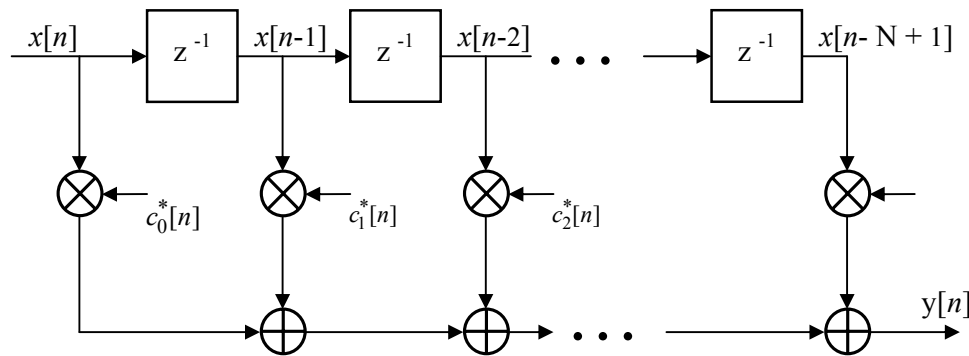 x[n] z⁻¹ x[n-1] z⁻¹ x[n-2] • • • z⁻¹ x[n- N + 1]
c₀*[n] c₁*[n] c₂*[n]
• • • y[n]